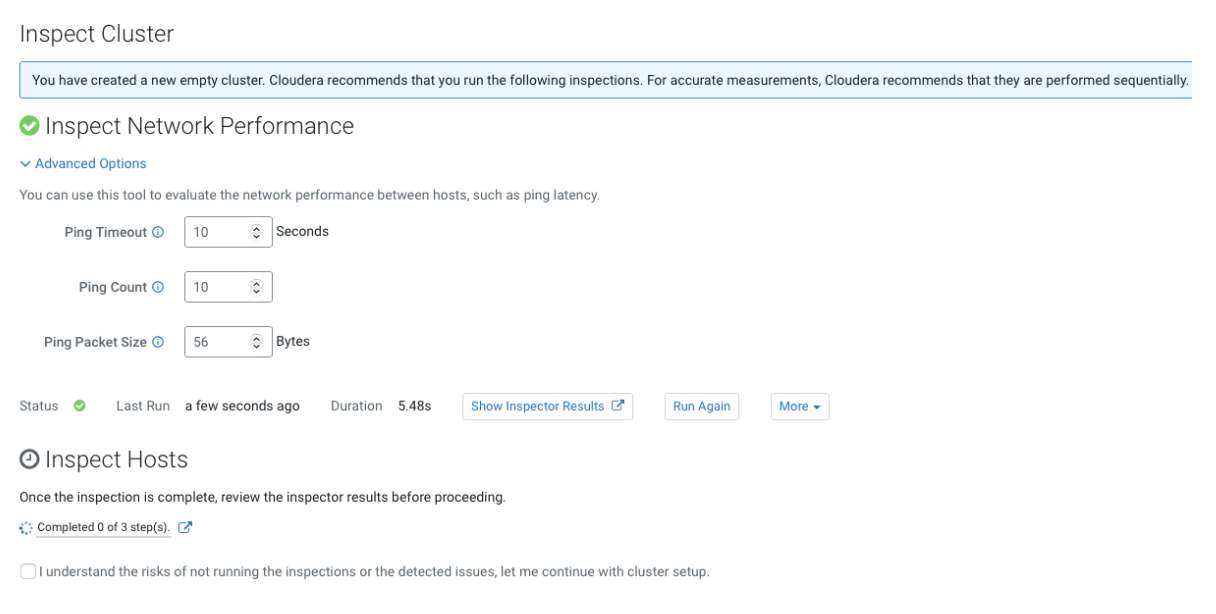 Inspect Cluster
You have created a new empty cluster. Cloudera recommends that you run the following inspections. For accurate measurements, Cloudera recommends that they are performed sequentially.
Inspect Network Performance
Advanced Options
You can use this tool to evaluate the network performance between hosts, such as ping latency.
Ping Timeout 10 Seconds
Ping Count 10
Ping Packet Size 56 Bytes
Status Last Run a few seconds ago Duration 5.48s Show Inspector Results Run Again More
Inspect Hosts
Once the inspection is complete, review the inspector results before proceeding.
Completed 0 of 3 step(s).
I understand the risks of not running the inspections or the detected issues, let me continue with cluster setup.